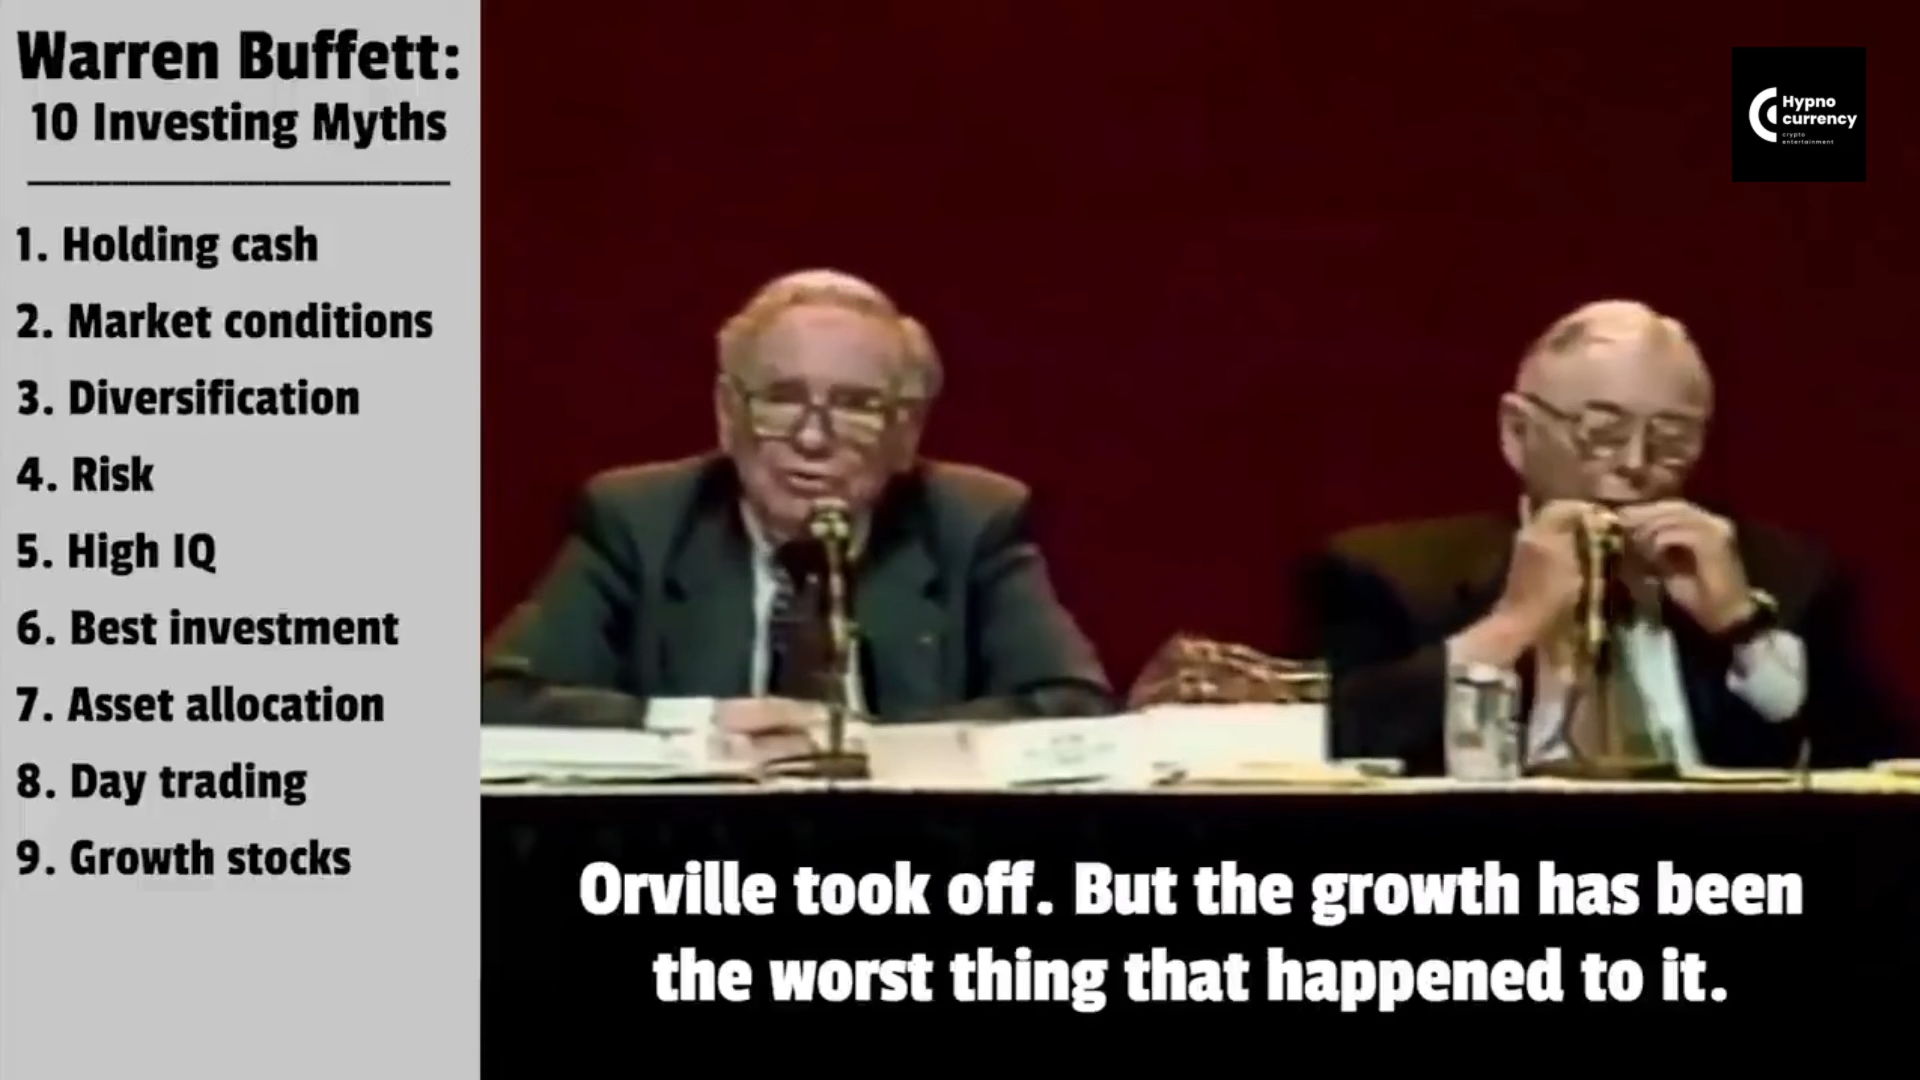 Warren Buffett:
10 Investing Myths
1. Holding cash
2. Market conditions
3. Diversification
4. Risk
5. High IQ
6. Best investment
7. Asset allocation
8. Day trading
9. Growth stocks
Hypno
currency
crypto
entertainment
Orville took off. But the growth has been
the worst thing that happened to it.